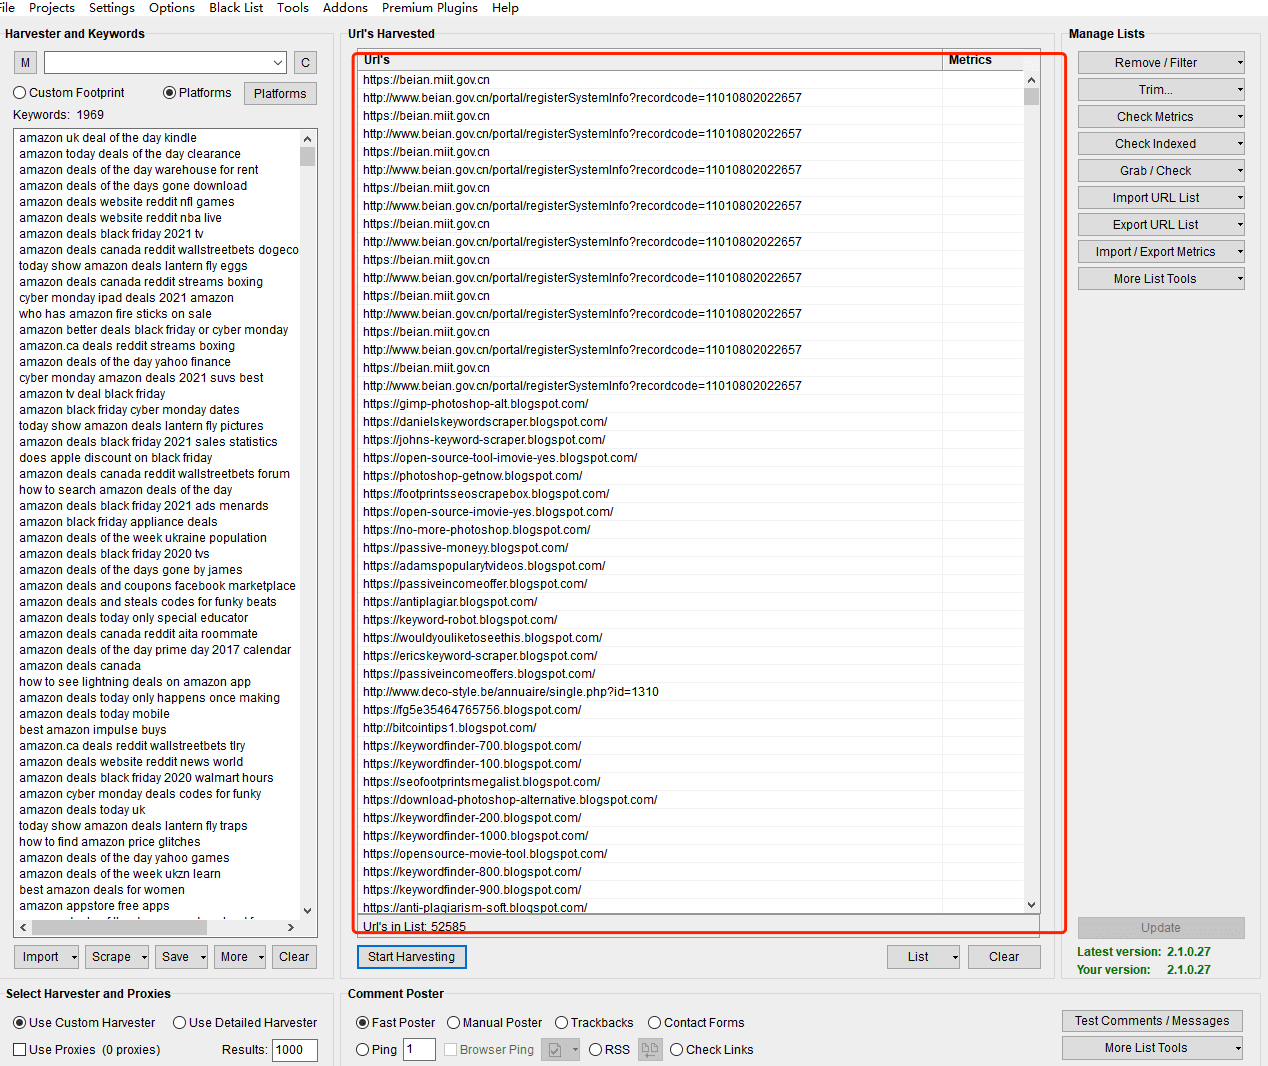 File Projects Settings Options Black List Tools Addons Premium Plugins Help
Harvester and Keywords
M
C
Custom Footprint Platforms Platforms
Keywords: 1969
amazon uk deal of the day kindle
amazon today deals of the day clearance
amazon deals of the day warehouse for rent
amazon deals of the days gone download
amazon deals website reddit nfl games
amazon deals website reddit nba live
amazon deals black friday 2021 tv
amazon deals canada reddit wallstreetbets dogeco
today show amazon deals lantern fly eggs
amazon deals canada reddit streams boxing
cyber monday ipad deals 2021 amazon
who has amazon fire sticks on sale
amazon better deals black friday or cyber monday
amazon.ca deals reddit streams boxing
amazon deals of the day yahoo finance
cyber monday amazon deals 2021 suvs best
amazon tv deal black friday
amazon black friday cyber monday dates
today show amazon deals lantern fly pictures
amazon deals black friday 2021 sales statistics
does apple discount on black friday
amazon deals canada reddit wallstreetbets forum
how to search amazon deals of the day
amazon deals black friday 2021 ads menards
amazon black friday appliance deals
amazon deals of the week ukraine population
amazon deals black friday 2020 tvs
amazon deals of the days gone by james
amazon deals and coupons facebook marketplace
amazon deals and steals codes for funky beats
amazon deals today only special educator
amazon deals canada reddit aita roommate
amazon deals of the day prime day 2017 calendar
amazon deals canada
how to see lightning deals on amazon app
amazon deals today only happens once making
amazon deals today mobile
best amazon impulse buys
amazon.ca deals reddit wallstreetbets tlry
amazon deals website reddit news world
amazon deals black friday 2020 walmart hours
amazon cyber monday deals codes for funky
amazon deals today uk
today show amazon deals lantern fly traps
how to find amazon price glitches
amazon deals of the day yahoo games
amazon deals of the week ukzn learn
best amazon deals for women
amazon appstore free apps
Import Scrape Save More Clear
Url's Harvested
Url's Metrics
https://beian.miit.gov.cn
http://www.beian.gov.cn/portal/registerSystemInfo?recordcode=11010802022657
https://beian.miit.gov.cn
http://www.beian.gov.cn/portal/registerSystemInfo?recordcode=11010802022657
https://beian.miit.gov.cn
http://www.beian.gov.cn/portal/registerSystemInfo?recordcode=11010802022657
https://beian.miit.gov.cn
http://www.beian.gov.cn/portal/registerSystemInfo?recordcode=11010802022657
https://beian.miit.gov.cn
http://www.beian.gov.cn/portal/registerSystemInfo?recordcode=11010802022657
https://beian.miit.gov.cn
http://www.beian.gov.cn/portal/registerSystemInfo?recordcode=11010802022657
https://beian.miit.gov.cn
http://www.beian.gov.cn/portal/registerSystemInfo?recordcode=11010802022657
https://beian.miit.gov.cn
http://www.beian.gov.cn/portal/registerSystemInfo?recordcode=11010802022657
https://beian.miit.gov.cn
http://www.beian.gov.cn/portal/registerSystemInfo?recordcode=11010802022657
https://gimp-photoshop-alt.blogspot.com/
https://danielskeywordscraper.blogspot.com/
https://johns-keyword-scraper.blogspot.com/
https://open-source-tool-imovie-yes.blogspot.com/
https://photoshop-getnow.blogspot.com/
https://footprintsseoscrapebox.blogspot.com/
https://open-source-imovie-yes.blogspot.com/
https://no-more-photoshop.blogspot.com/
https://passive-moneyy.blogspot.com/
https://adamspopularytvideos.blogspot.com/
https://passiveincomeoffer.blogspot.com/
https://antiplagiar.blogspot.com/
https://keyword-robot.blogspot.com/
https://wouldyouliketoseethis.blogspot.com/
https://ericskeyword-scraper.blogspot.com/
https://passiveincomeoffers.blogspot.com/
http://www.deco-style.be/annuaire/single.php?id=1310
https://fg5e35464765756.blogspot.com/
http://bitcointips1.blogspot.com/
https://keywordfinder-700.blogspot.com/
https://keywordfinder-100.blogspot.com/
https://seofootprintsmegalist.blogspot.com/
https://download-photoshop-alternative.blogspot.com/
https://keywordfinder-200.blogspot.com/
https://keywordfinder-1000.blogspot.com/
https://opensource-movie-tool.blogspot.com/
https://keywordfinder-800.blogspot.com/
https://keywordfinder-900.blogspot.com/
https://anti-plagiarism-soft.blogspot.com/
Url's in List: 52585
Start Harvesting List Clear
Manage Lists
Remove / Filter
Trim...
Check Metrics
Check Indexed
Grab / Check
Import URL List
Export URL List
Import / Export Metrics
More List Tools
Update
Latest version: 2.1.0.27
Your version: 2.1.0.27
Select Harvester and Proxies
Use Custom Harvester Use Detailed Harvester
Use Proxies (0 proxies) Results: 1000
Comment Poster
Fast Poster Manual Poster Trackbacks Contact Forms
Ping 1 Browser Ping RSS Check Links
Test Comments / Messages
More List Tools